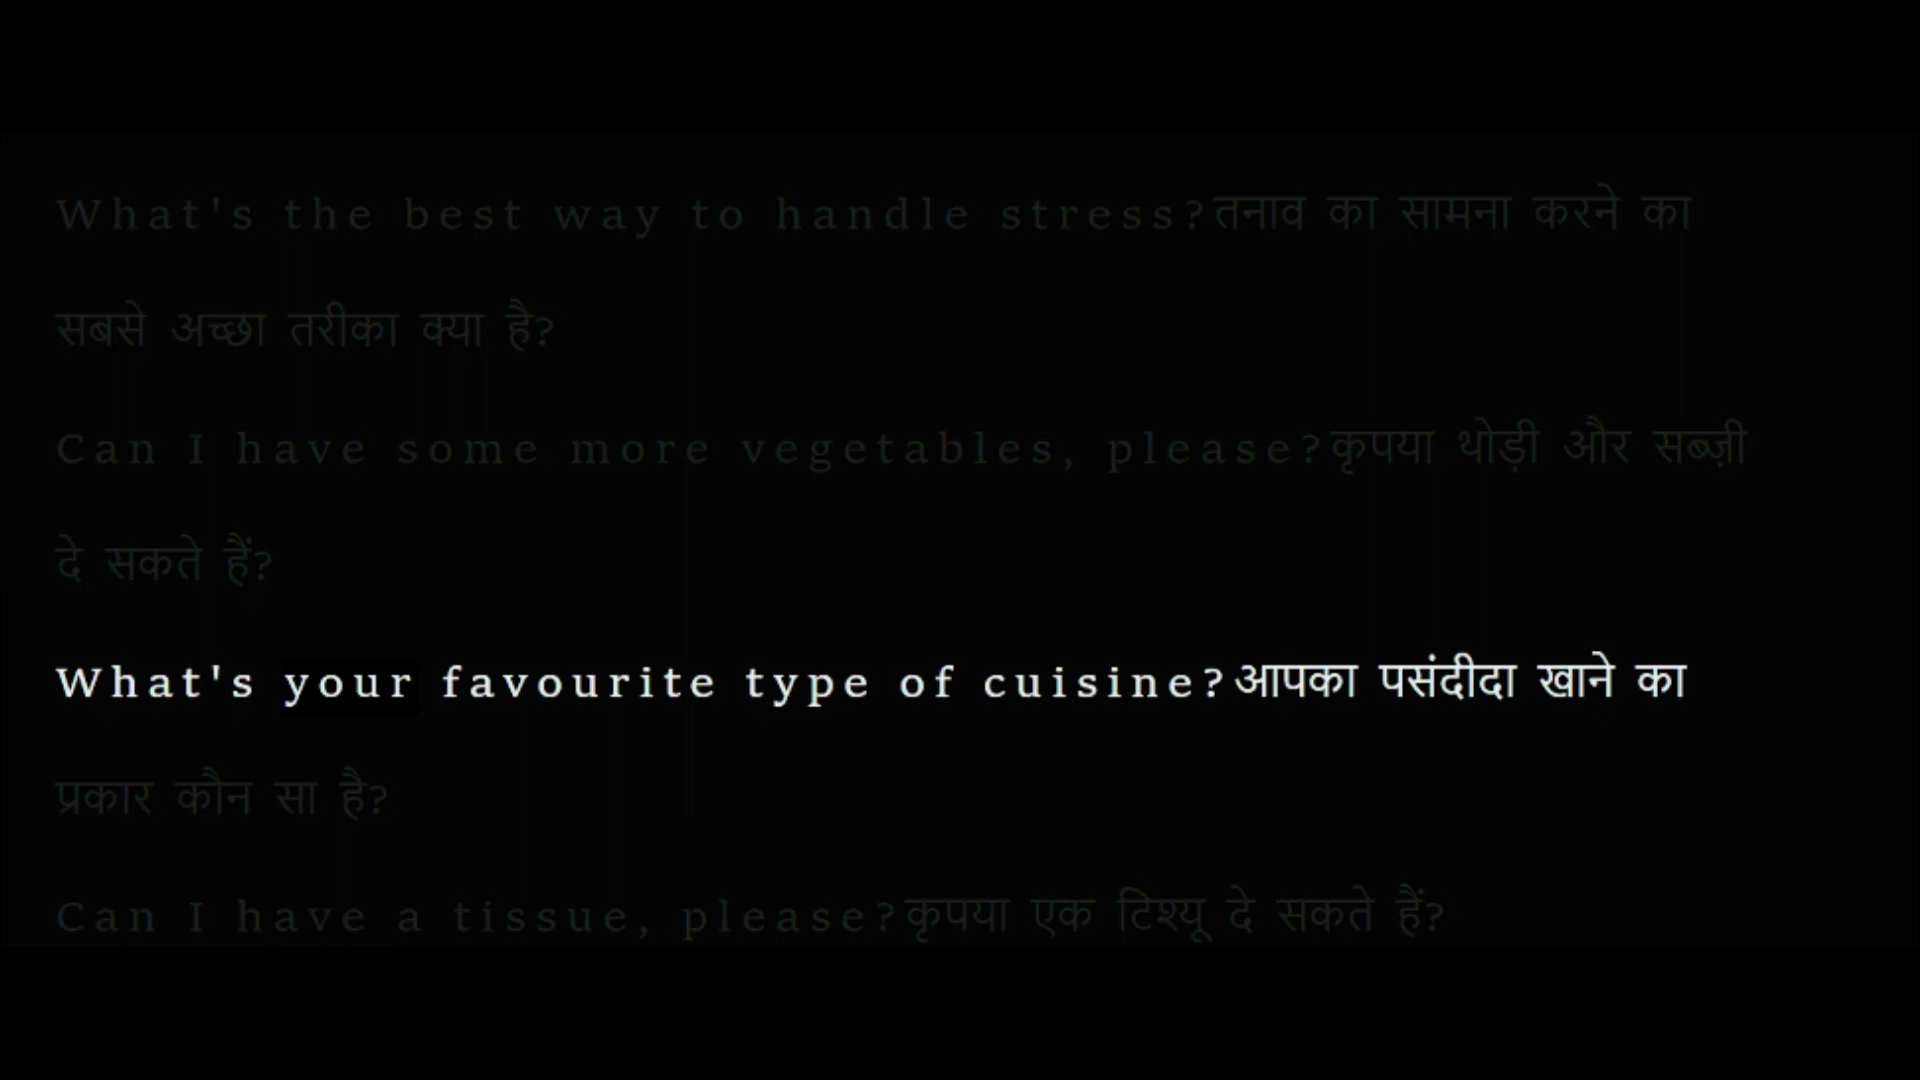 What's the best way to handle stress?तनाव का सामना करने का
सबसे अच्छा तरीका क्या है?
Can I have some more vegetables, please?कृपया थोड़ी और सब्ज़ी
दे सकते हैं?
What's your favourite type of cuisine?आपका पसंदीदा खाने का
प्रकार कौन सा है?
Can I have a tissue, please?कृपया एक टिश्यू दे सकते हैं?